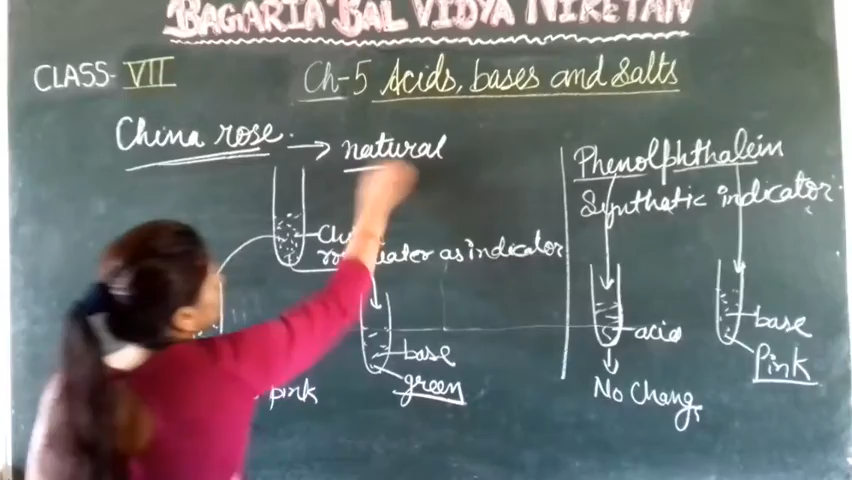 BAGARIA BAL VIDYA NIKETAN
CLASS- VII
Ch-5 Acids, bases and salts
China rose. → natural
water as indicator
base
green
pink
Phenolphthalein
Synthetic indicator
acid
No Chang
base
Pink